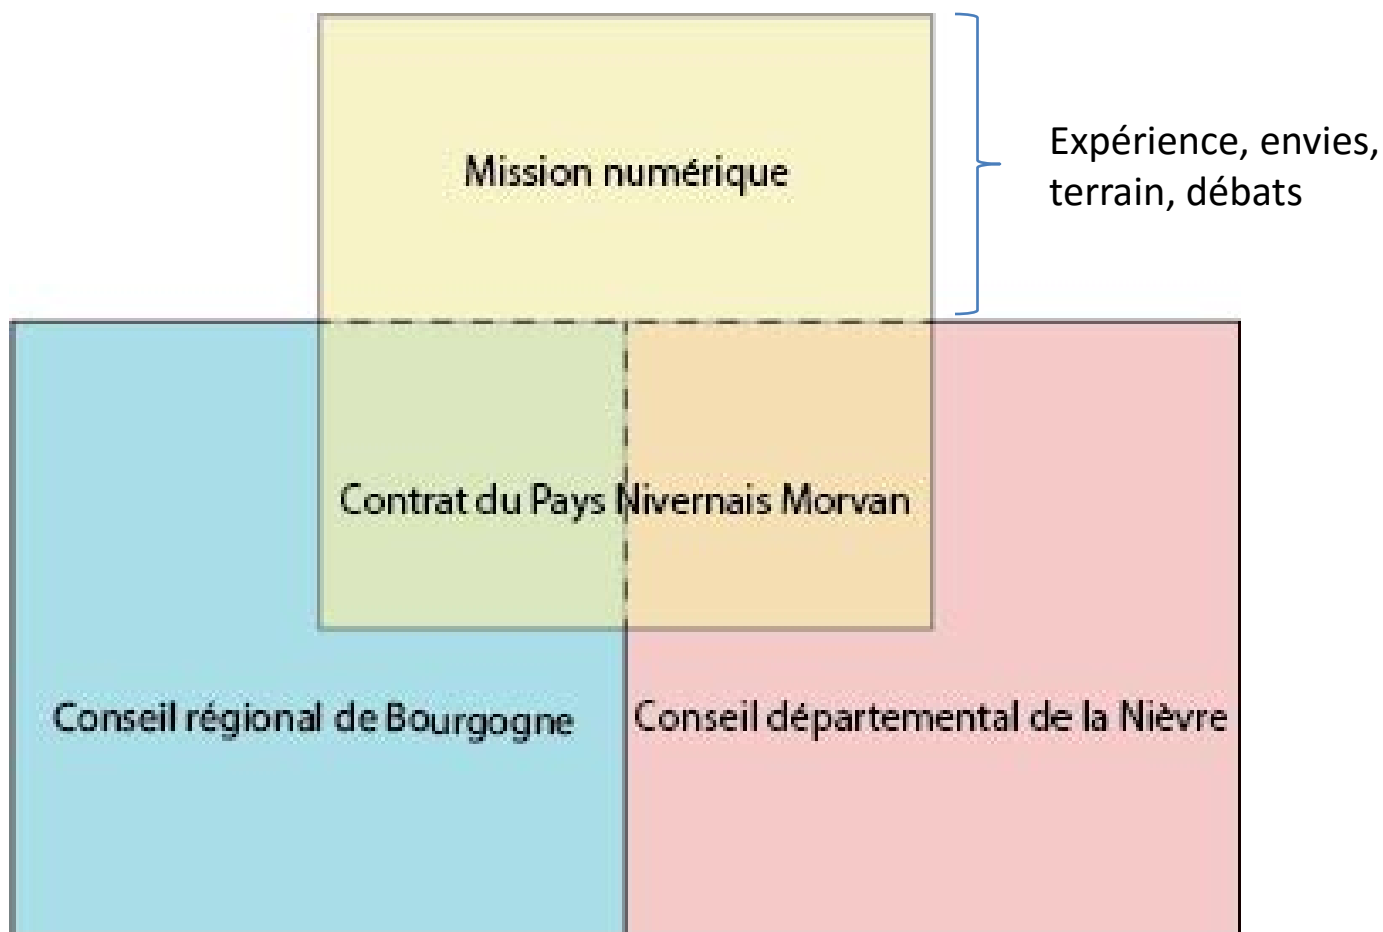 Mission numérique
Expérience, envies,
terrain, débats
Contrat du Pays Nivernais Morvan
Conseil régional de Bourgogne
Conseil départemental de la Nièvre